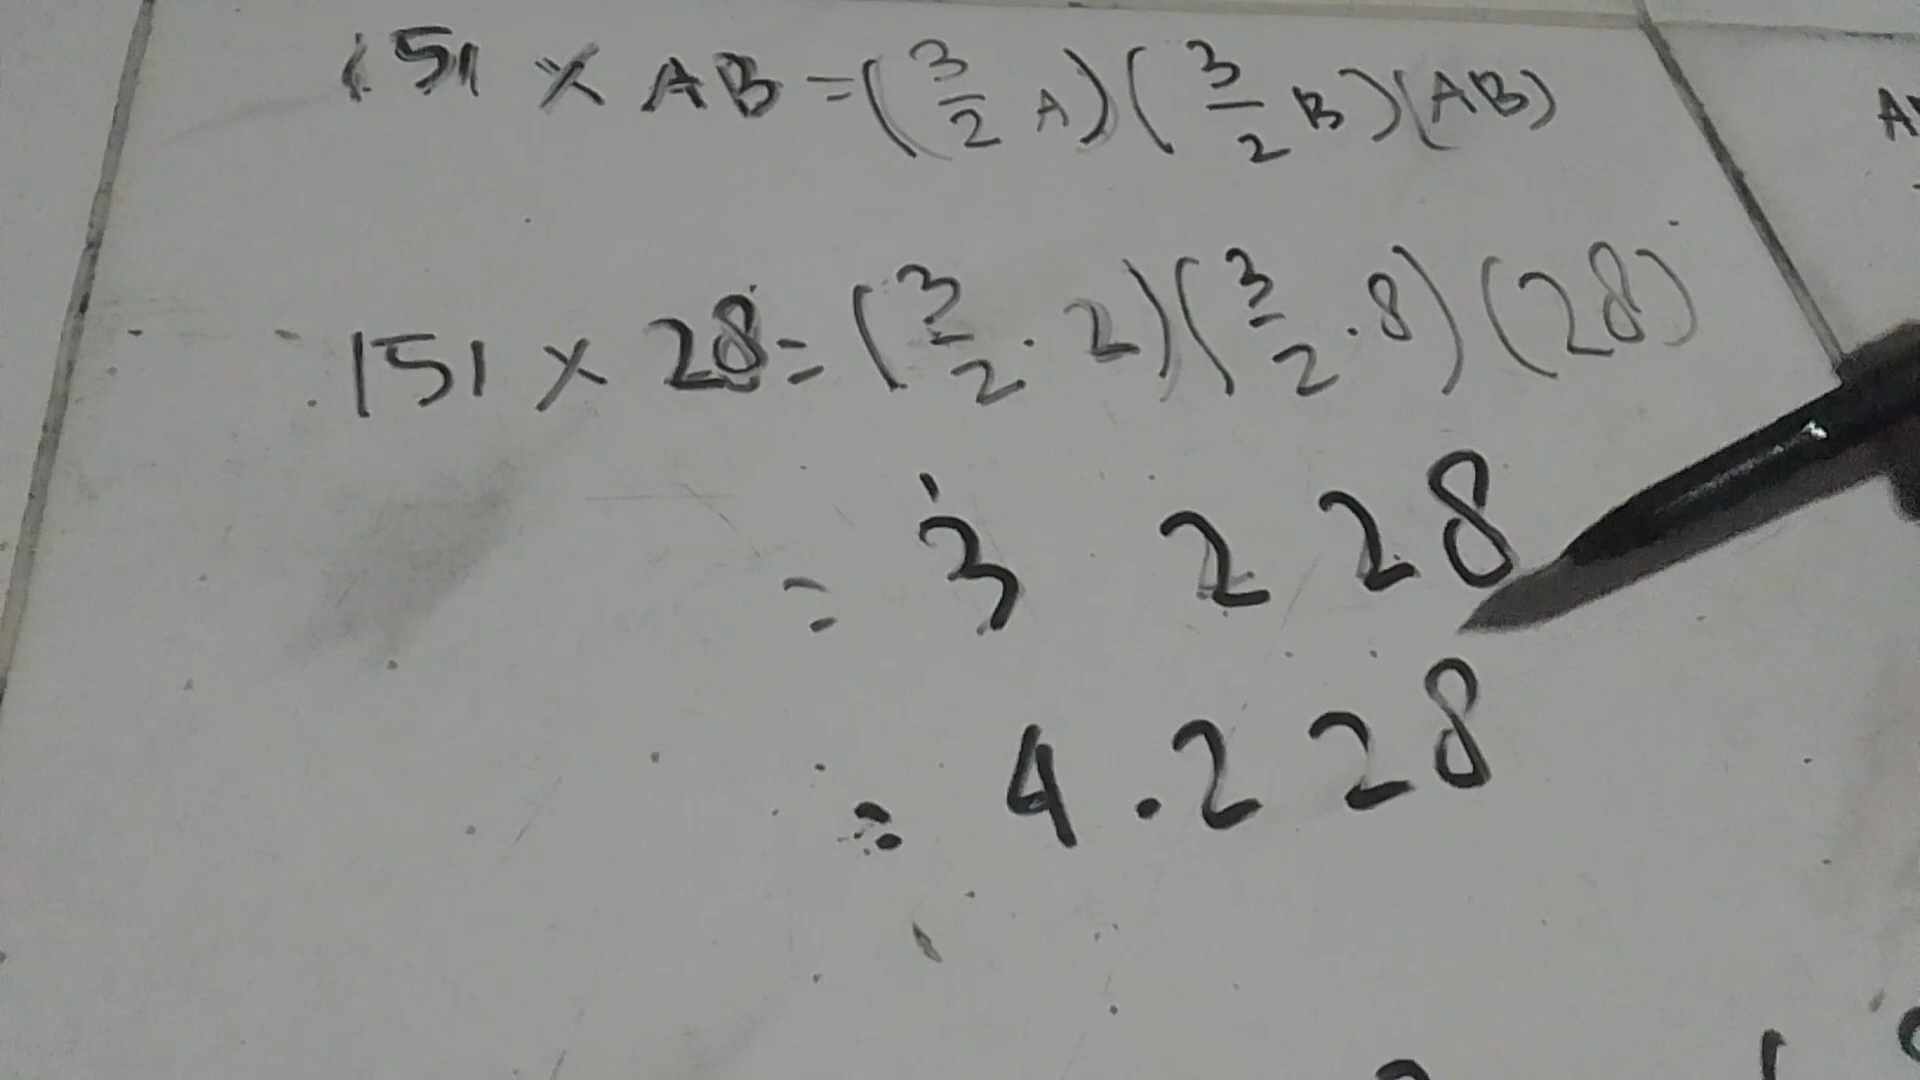 151 × AB = (3/2 A)(3/2 B)(AB)
151 × 28 = (3/2 . 2)(3/2 . 8)(28)
= 3 2 28
= 4.228